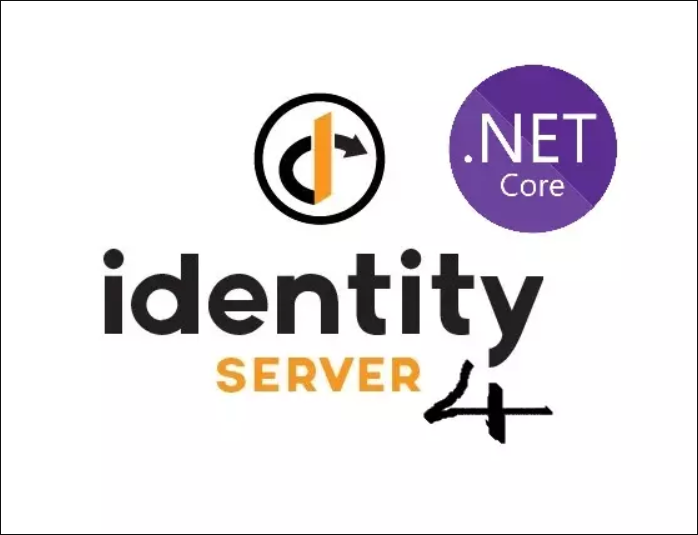 .NET
Core
identity
SERVER
4